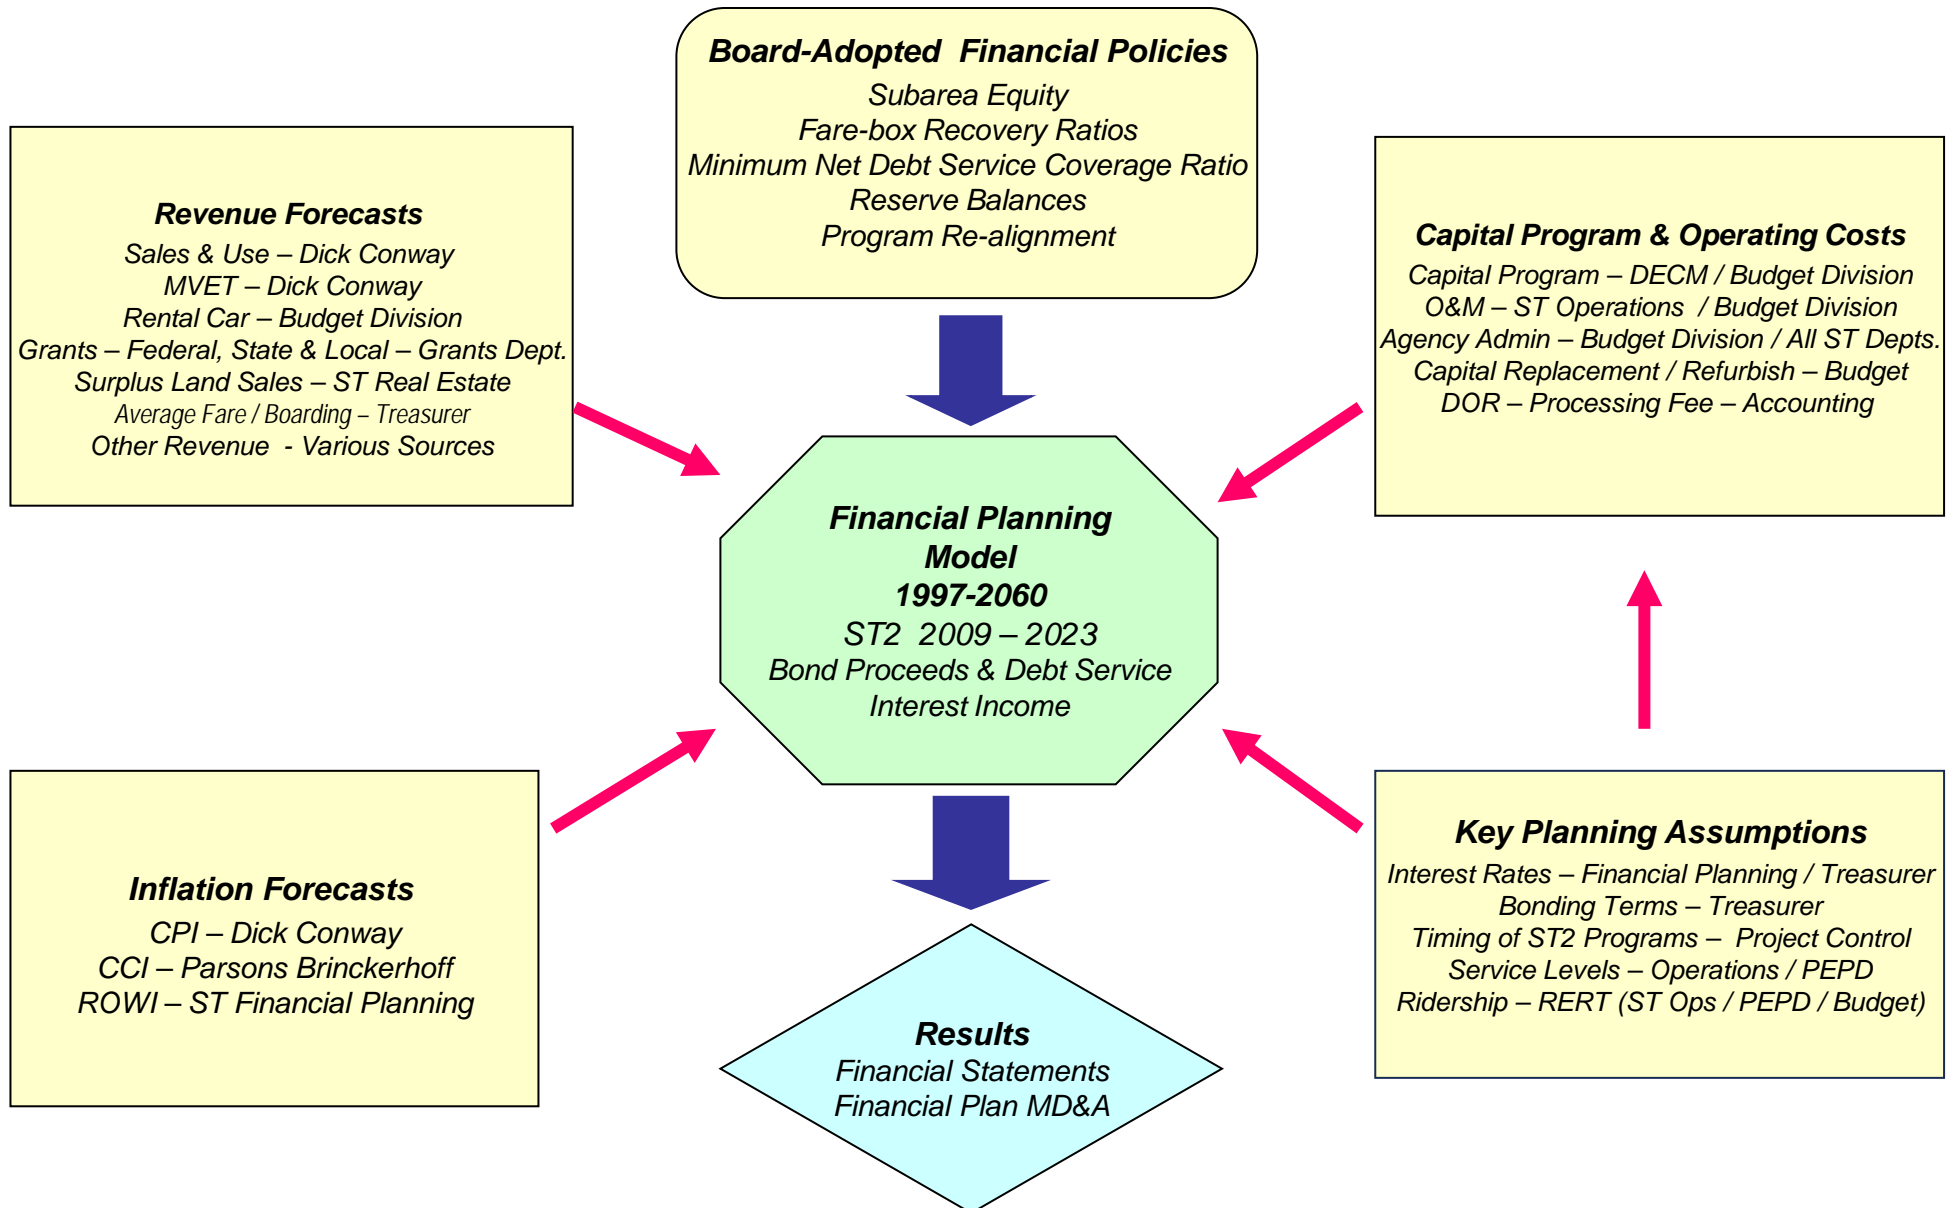 Board-Adopted Financial Policies
Subarea Equity
Fare-box Recovery Ratios
Minimum Net Debt Service Coverage Ratio
Reserve Balances
Program Re-alignment
Revenue Forecasts
Sales & Use – Dick Conway
MVET – Dick Conway
Rental Car – Budget Division
Grants – Federal, State & Local – Grants Dept.
Surplus Land Sales – ST Real Estate
Average Fare / Boarding – Treasurer
Other Revenue - Various Sources
Capital Program & Operating Costs
Capital Program – DECM / Budget Division
O&M – ST Operations / Budget Division
Agency Admin – Budget Division / All ST Depts.
Capital Replacement / Refurbish – Budget
DOR – Processing Fee – Accounting
Financial Planning
Model
1997-2060
ST2 2009 – 2023
Bond Proceeds & Debt Service
Interest Income
Inflation Forecasts
CPI – Dick Conway
CCI – Parsons Brinckerhoff
ROWI – ST Financial Planning
Key Planning Assumptions
Interest Rates – Financial Planning / Treasurer
Bonding Terms – Treasurer
Timing of ST2 Programs – Project Control
Service Levels – Operations / PEPD
Ridership – RERT (ST Ops / PEPD / Budget)
Results
Financial Statements
Financial Plan MD&A